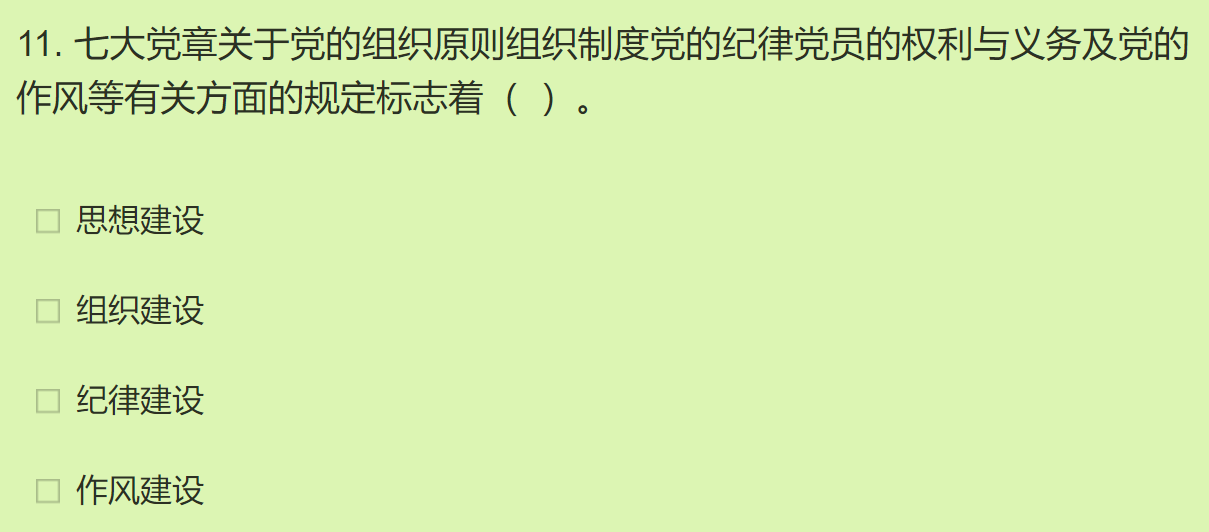 11. 七大党章关于党的组织原则组织制度党的纪律党员的权利与义务及党的
作风等有关方面的规定标志着（ ）。
思想建设
组织建设
纪律建设
作风建设